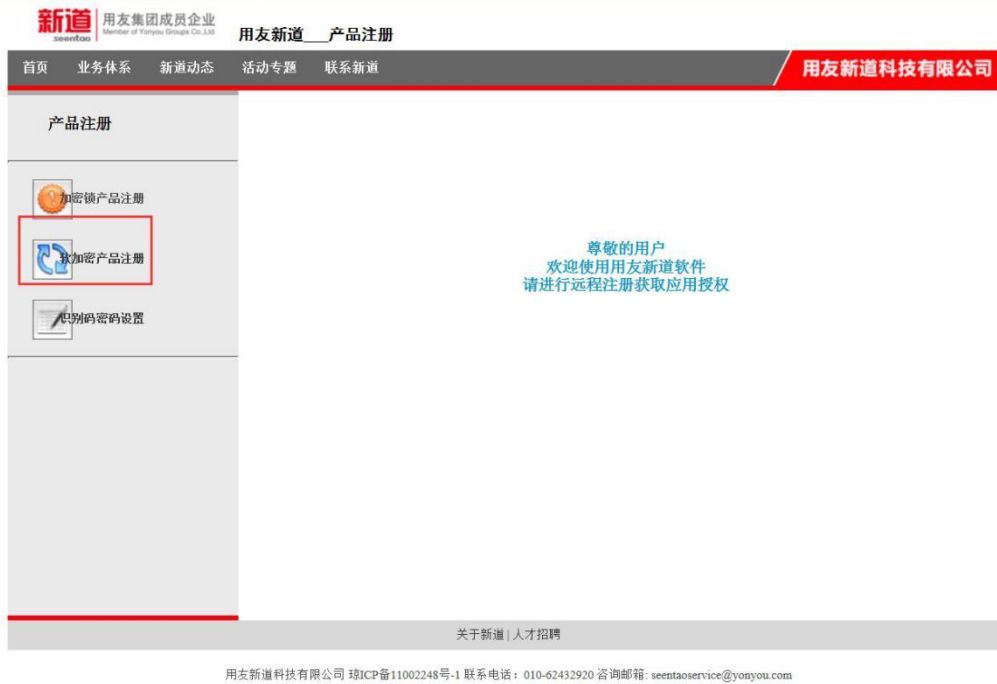 新道 用友集团成员企业
seentao Member of Yonyou Groups Co.,Ltd
用友新道___产品注册
首页 业务体系 新道动态 活动专题 联系新道
用友新道科技有限公司
产品注册
加密锁产品注册
软加密产品注册
识别码密码设置
尊敬的用户
欢迎使用用友新道软件
请进行远程注册获取应用授权
关于新道 | 人才招聘
用友新道科技有限公司 琼ICP备11002248号-1 联系电话：010-62432920 咨询邮箱: seentaoservice@yonyou.com